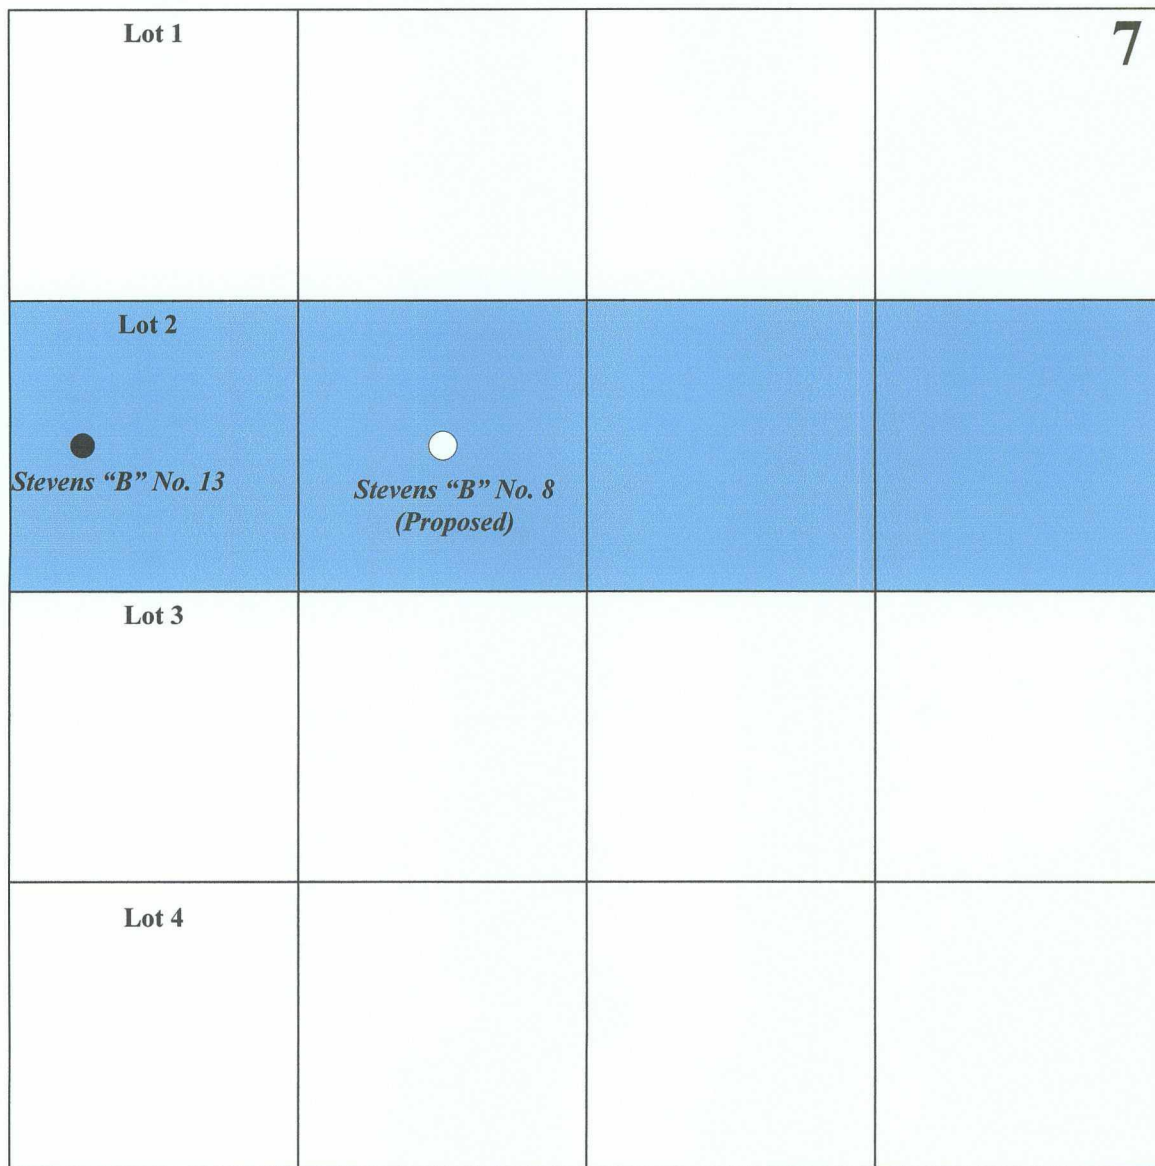 Lot 1
7
Lot 2
Stevens “B” No. 13
Stevens “B” No. 8
(Proposed)
Lot 3
Lot 4